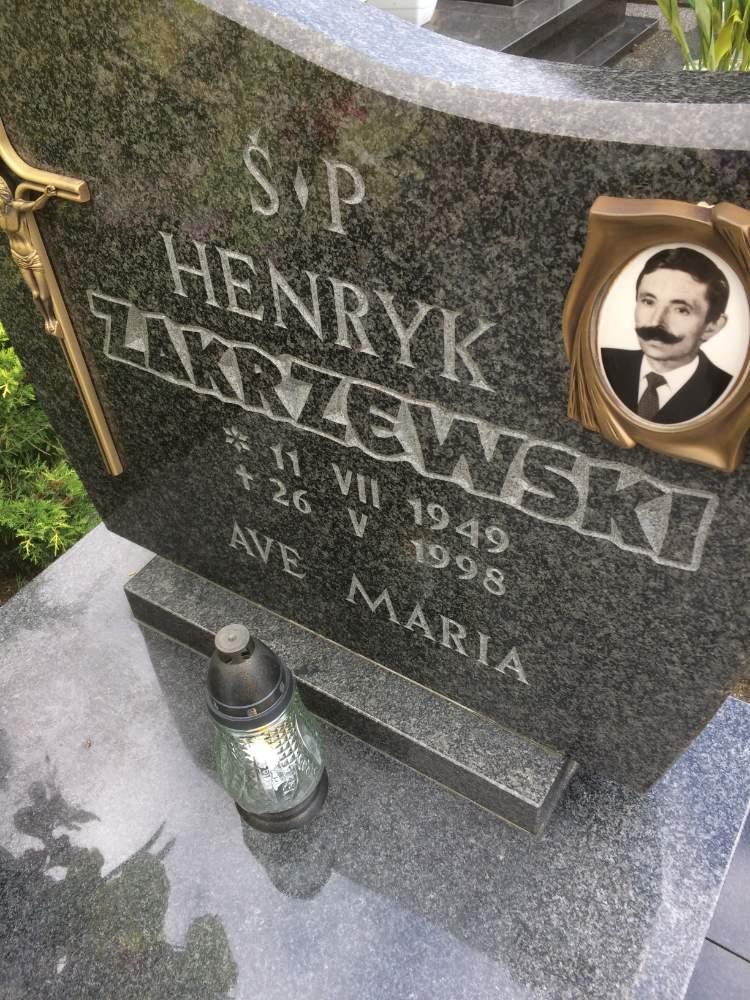 Ś P
HENRYK
ZAKRZEWSKI
* 11 VII 1949
+ 26 V 1998
AVE MARIA